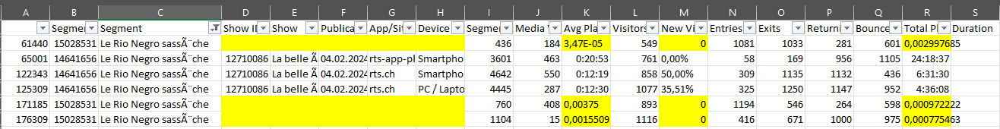 A B C D E F G H I J K L M N O P Q R S
Segmen Segment Show ID Show Publica App/Sit Device Segmen Media V Avg Pla Visitors New Vi Entries Exits Returni Bounce Total Pl Duration
61440 15028531 Le Rio Negro sassÃ¨che 436 184 3,47E-05 549 0 1081 1033 281 601 0,002997685
65001 14641656 Le Rio Negro sassÃ¨che 12710086 La belle Ã 04.02.2024 rts-app-pl Smartpho 3601 463 0:20:53 761 0,00% 58 169 956 1105 24:18:37
122343 14641656 Le Rio Negro sassÃ¨che 12710086 La belle Ã 04.02.2024 rts.ch Smartpho 4642 550 0:12:19 858 50,00% 309 1135 1132 436 6:31:30
125309 14641656 Le Rio Negro sassÃ¨che 12710086 La belle Ã 04.02.2024 rts.ch PC / Lapto 4445 287 0:12:30 1077 35,51% 325 1250 1147 952 4:36:08
171185 15028531 Le Rio Negro sassÃ¨che 760 408 0,00375 893 0 1194 546 264 598 0,000972222
176309 15028531 Le Rio Negro sassÃ¨che 1104 15 0,0015509 1116 0 416 671 1000 975 0,000775463